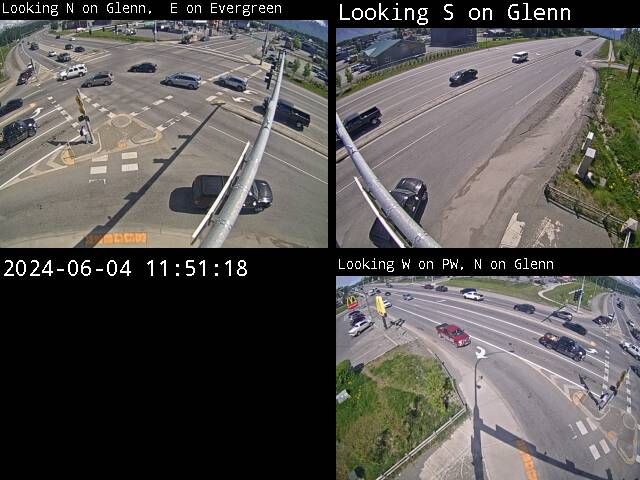 Looking N on Glenn, E on Evergreen
Looking S on Glenn
2024-06-04 11:51:18
Looking W on PW, N on Glenn